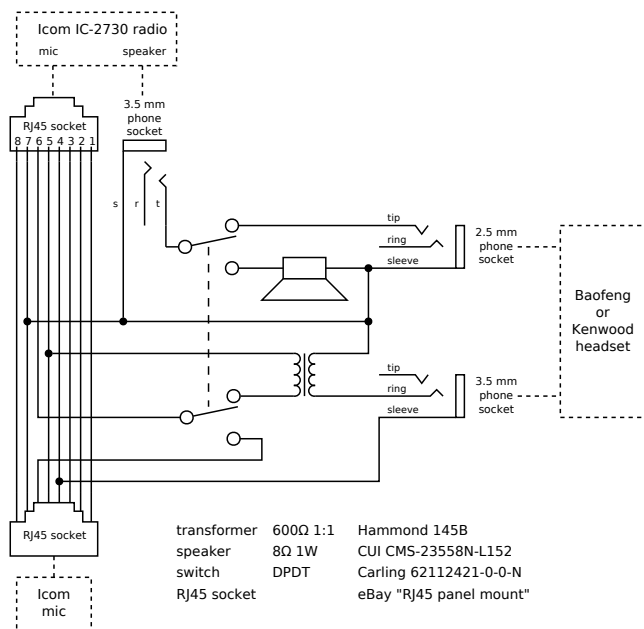 Icom IC-2730 radio
mic speaker
3.5 mm
phone
socket
RJ45 socket
8 7 6 5 4 3 2 1
s r t
tip
ring
sleeve
2.5 mm
phone
socket
Baofeng
or
Kenwood
headset
tip
ring
sleeve
3.5 mm
phone
socket
RJ45 socket
Icom
mic
transformer 600Ω 1:1 Hammond 145B
speaker 8Ω 1W CUI CMS-23558N-L152
switch DPDT Carling 62112421-0-0-N
RJ45 socket eBay "RJ45 panel mount"